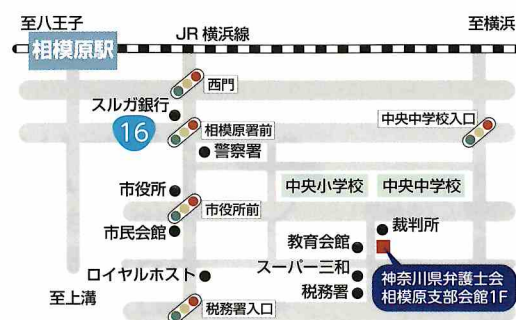 至八王子
JR 横浜線
至横浜
相模原駅
西門
スルガ銀行
16
相模原署前
中央中学校入口
警察署
市役所
中央小学校
中央中学校
市役所前
市民会館
裁判所
教育会館
ロイヤルホスト
スーパー三和
税務署
神奈川県弁護士会
相模原支部会館1F
至上溝
税務署入口